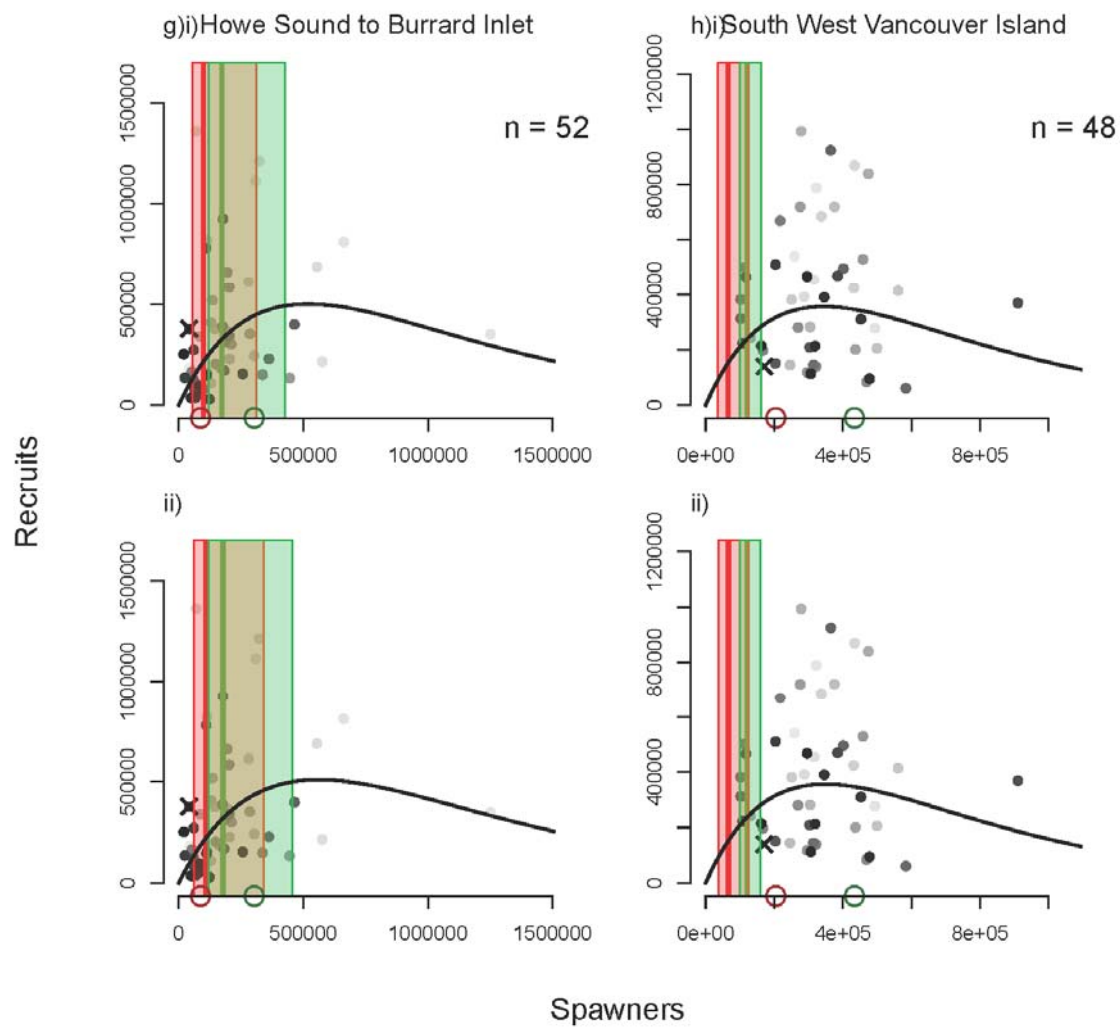 g)i)Howe Sound to Burrard Inlet
h)i)South West Vancouver Island
n = 52
n = 48
1500000
1000000
500000
0
1200000
800000
400000
0
0 500000 1000000 1500000
0e+00 4e+05 8e+05
Recruits
ii)
ii)
1500000
1000000
500000
0
1200000
800000
400000
0
0 500000 1000000 1500000
0e+00 4e+05 8e+05
Spawners